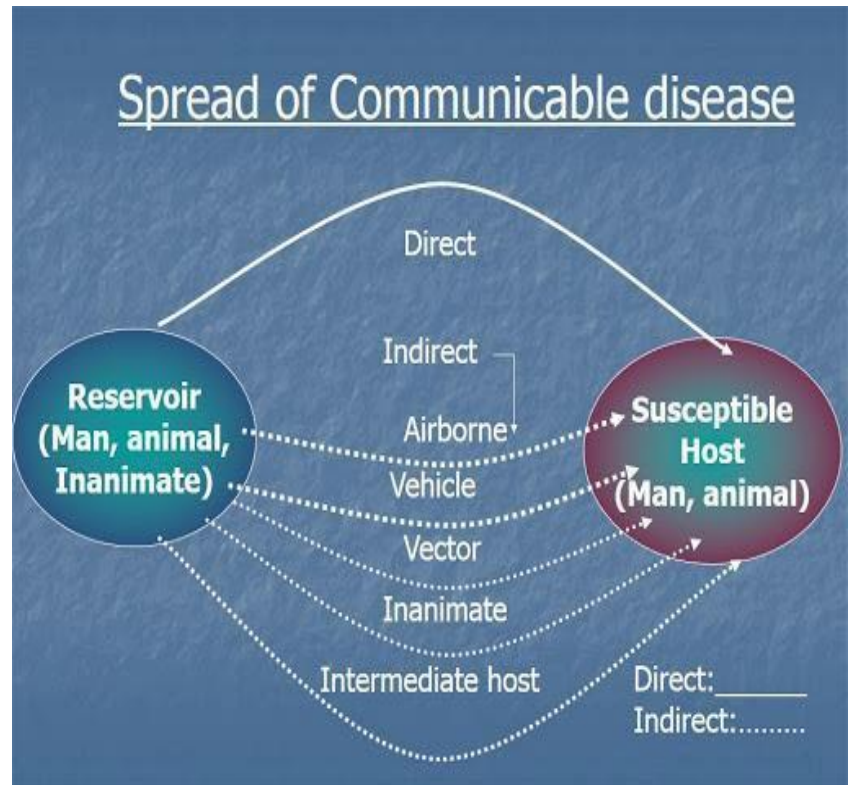 Spread of Communicable disease
Direct
Indirect
Reservoir
(Man, animal,
Inanimate)
Airborne
Vehicle
Vector
Inanimate
Intermediate host
Susceptible
Host
(Man, animal)
Direct:_______
Indirect:.........